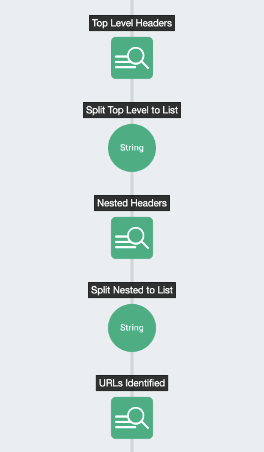 Top Level Headers
Split Top Level to List
String
Nested Headers
Split Nested to List
String
URLs Identified